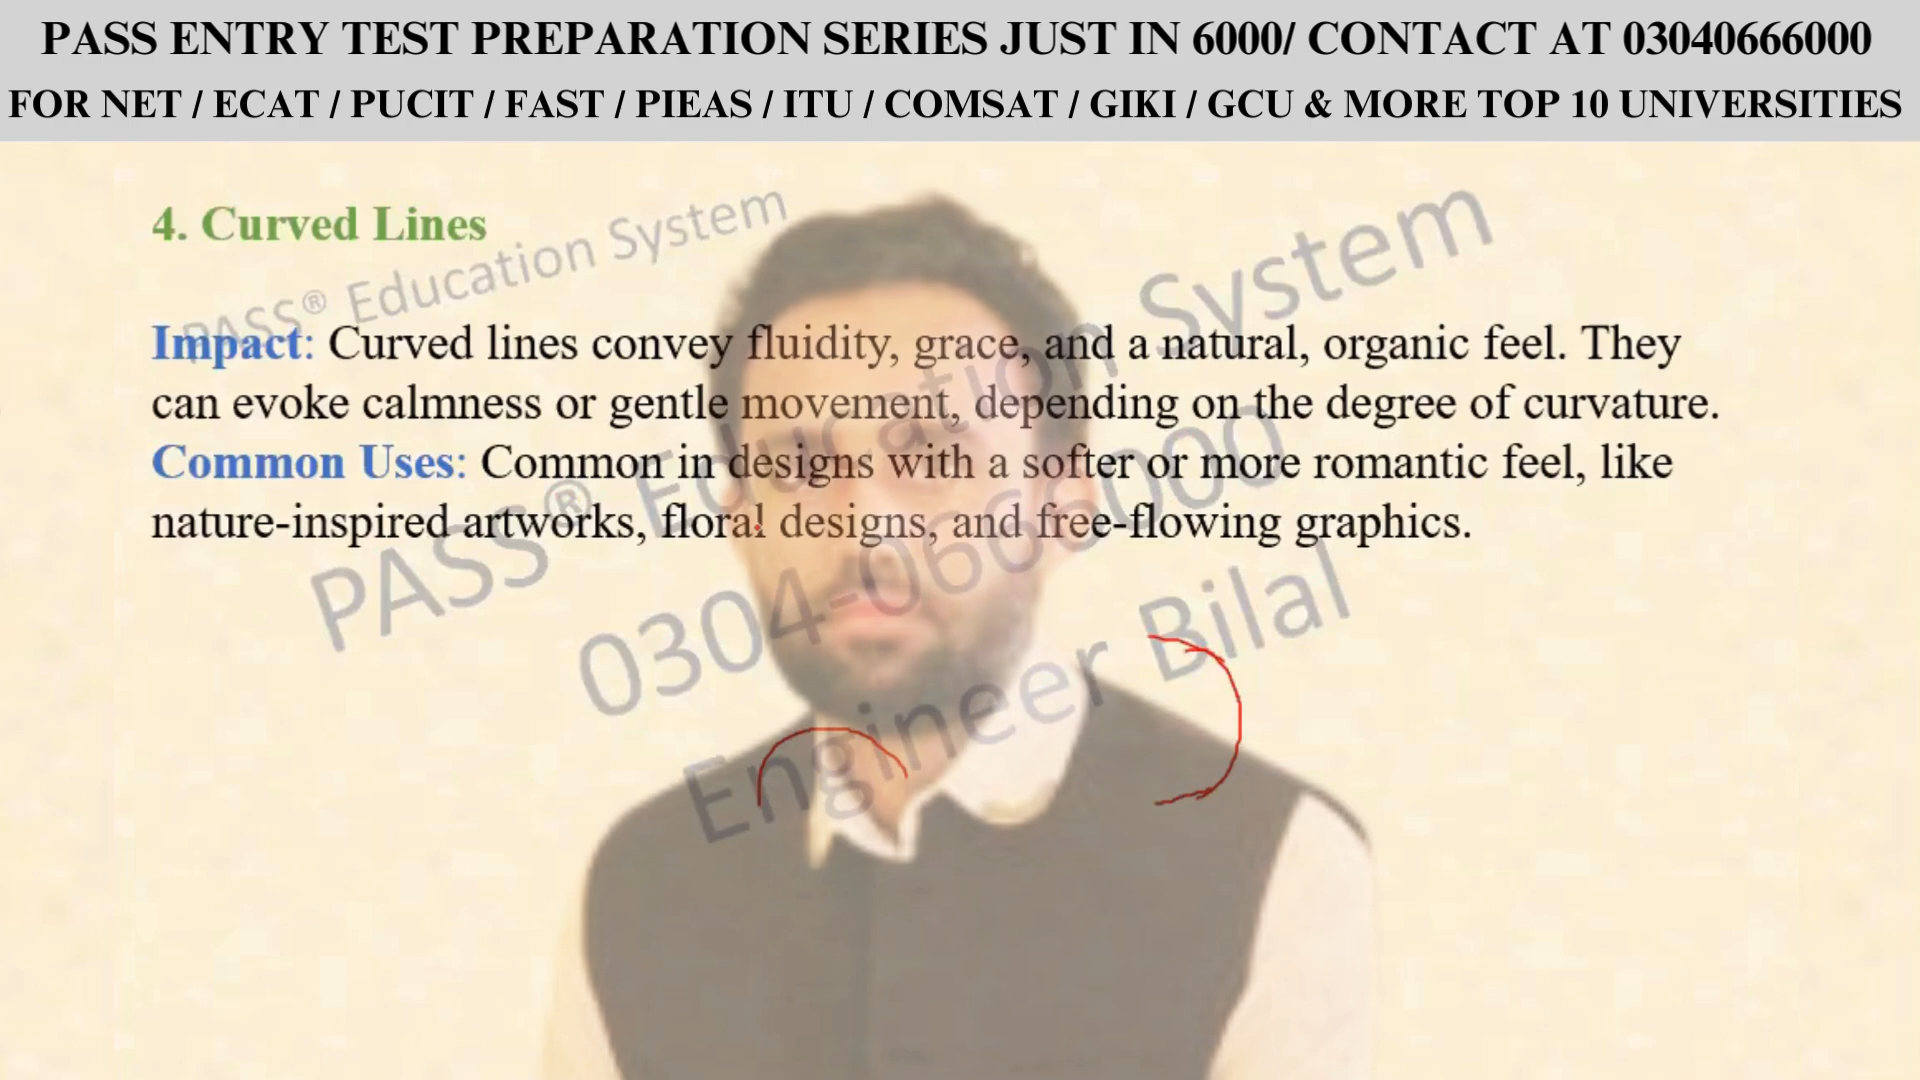 PASS ENTRY TEST PREPARATION SERIES JUST IN 6000/ CONTACT AT 03040666000
FOR NET / ECAT / PUCIT / FAST / PIEAS / ITU / COMSAT / GIKI / GCU & MORE TOP 10 UNIVERSITIES
4. Curved Lines
PASS® Education System
Impact: Curved lines convey fluidity, grace, and a natural, organic feel. They
can evoke calmness or gentle movement, depending on the degree of curvature.
Common Uses: Common in designs with a softer or more romantic feel, like
nature-inspired artworks, floral designs, and free-flowing graphics.
PASS® Education System
0304-0666000
Engineer Bilal